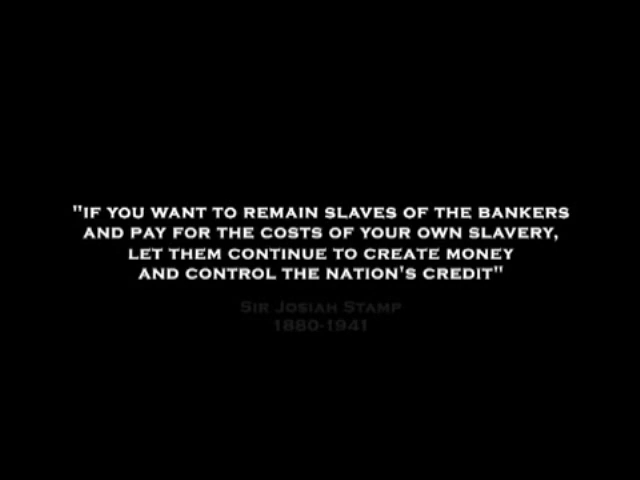 "IF YOU WANT TO REMAIN SLAVES OF THE BANKERS
AND PAY FOR THE COSTS OF YOUR OWN SLAVERY,
LET THEM CONTINUE TO CREATE MONEY
AND CONTROL THE NATION'S CREDIT"
SIR JOSIAH STAMP
1880-1941